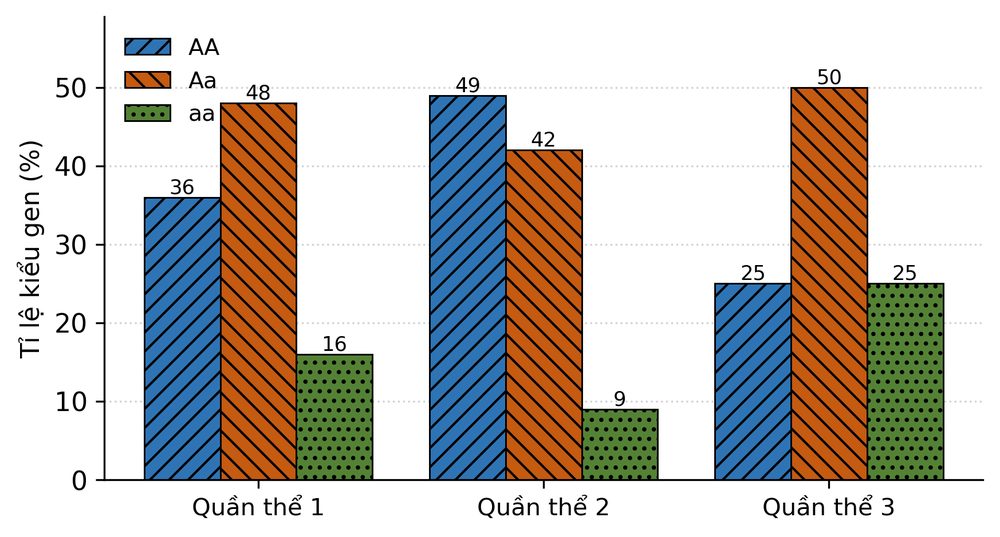 AA
Aa
aa
Tỉ lệ kiểu gen (%)
50
40
30
20
10
0
36
48
16
49
42
9
25
50
25
Quần thể 1
Quần thể 2
Quần thể 3